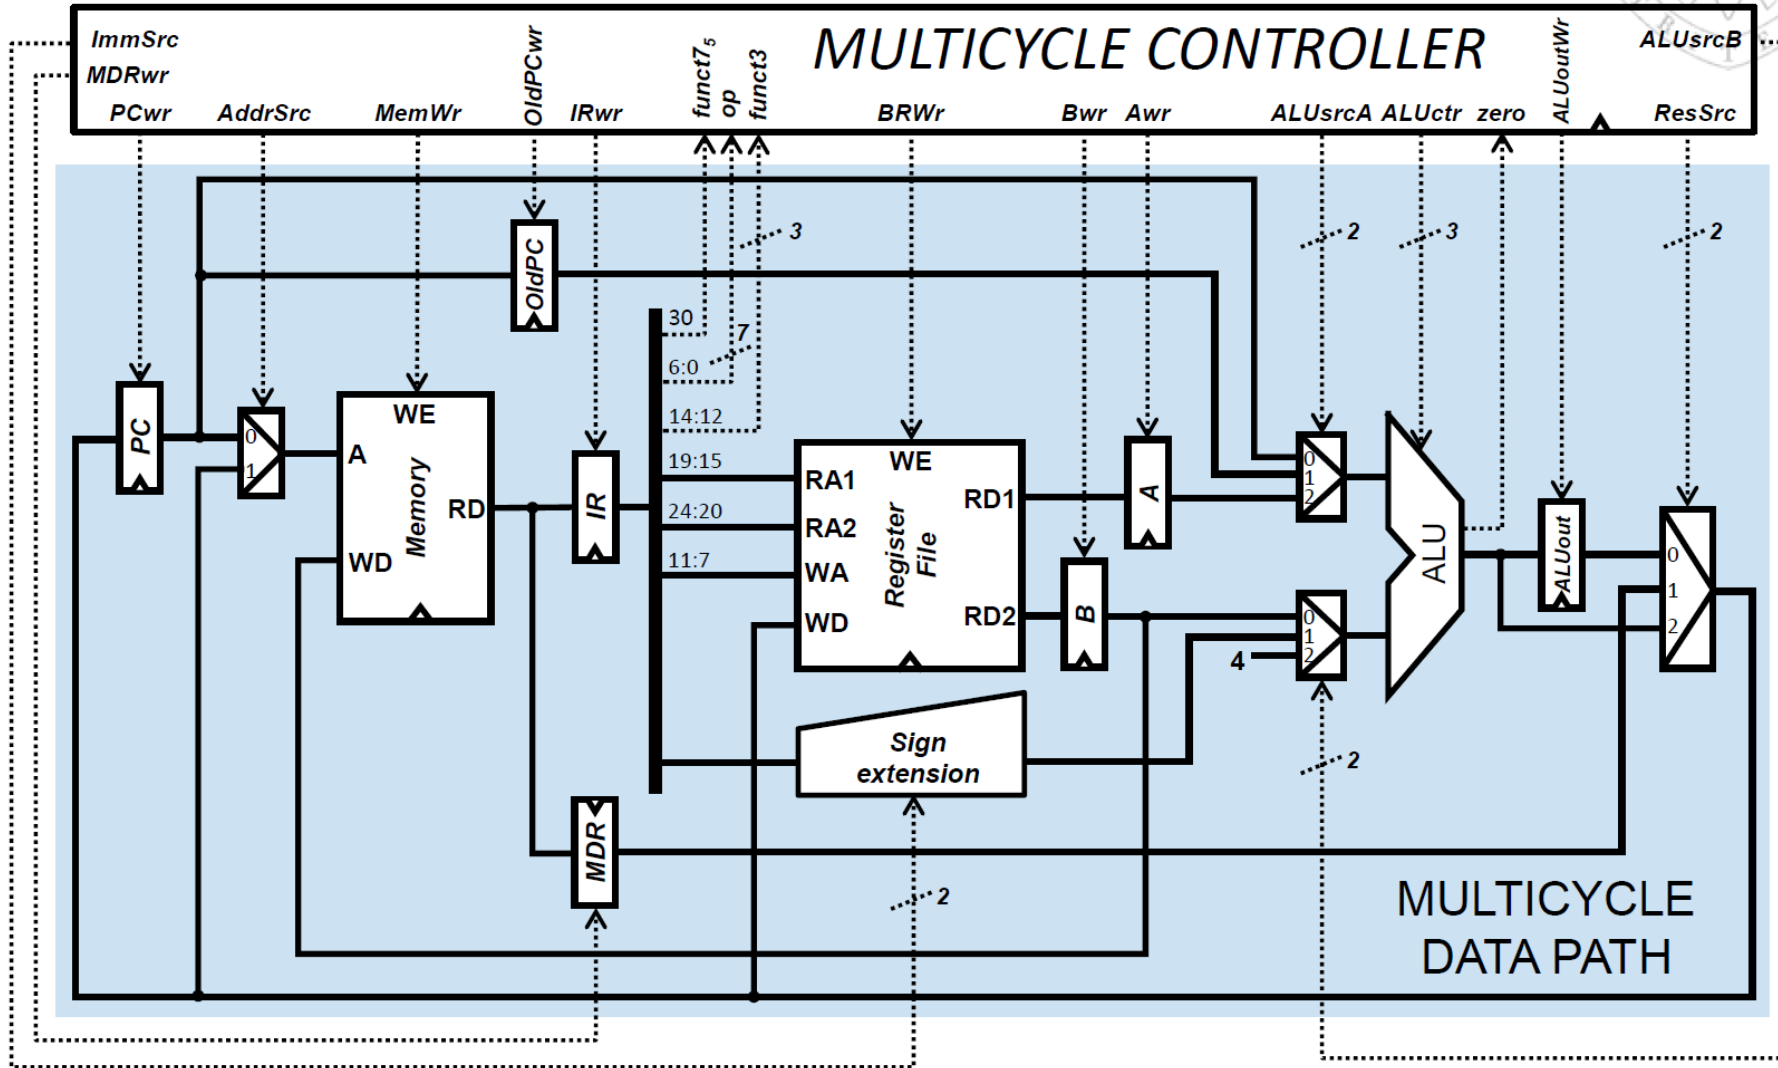 ImmSrc
MDRwr
PCwr
AddrSrc
MemWr
OldPCwr
IRwr
funct7₅
op
funct3
MULTICYCLE CONTROLLER
BRWr
Bwr
Awr
ALUsrcA
ALUctr
zero
ALUoutWr
ALUsrcB
ResSrc
3
2
3
2
OldPC
30
7
6:0
14:12
PC
0
1
WE
A
Memory
RD
WD
IR
19:15
24:20
11:7
WE
RA1
RA2
WA
WD
Register
File
RD1
RD2
A
B
0
1
2
0
1
2
4
ALU
ALUout
0
1
2
Sign
extension
2
MDR
2
MULTICYCLE
DATA PATH